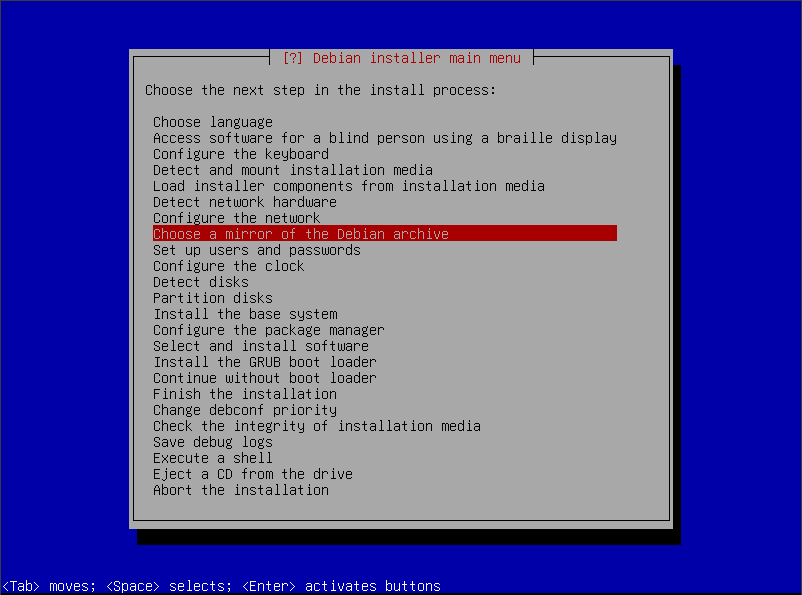 [?] Debian installer main menu
Choose the next step in the install process:
Choose language
Access software for a blind person using a braille display
Configure the keyboard
Detect and mount installation media
Load installer components from installation media
Detect network hardware
Configure the network
Choose a mirror of the Debian archive
Set up users and passwords
Configure the clock
Detect disks
Partition disks
Install the base system
Configure the package manager
Select and install software
Install the GRUB boot loader
Continue without boot loader
Finish the installation
Change debconf priority
Check the integrity of installation media
Save debug logs
Execute a shell
Eject a CD from the drive
Abort the installation
<Tab> moves; <Space> selects; <Enter> activates buttons